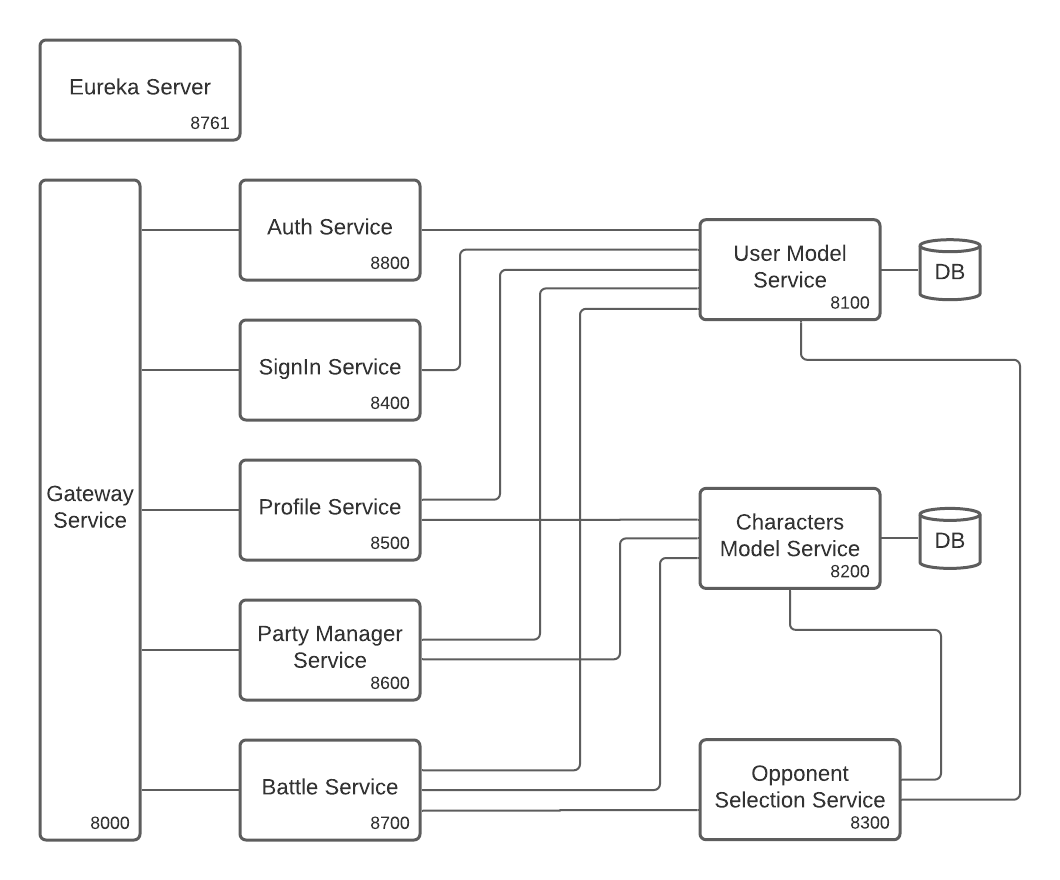 Eureka Server
8761
Gateway
Service
8000
Auth Service
8800
SignIn Service
8400
Profile Service
8500
Party Manager
Service
8600
Battle Service
8700
User Model
Service
8100
DB
Characters
Model Service
8200
DB
Opponent
Selection Service
8300